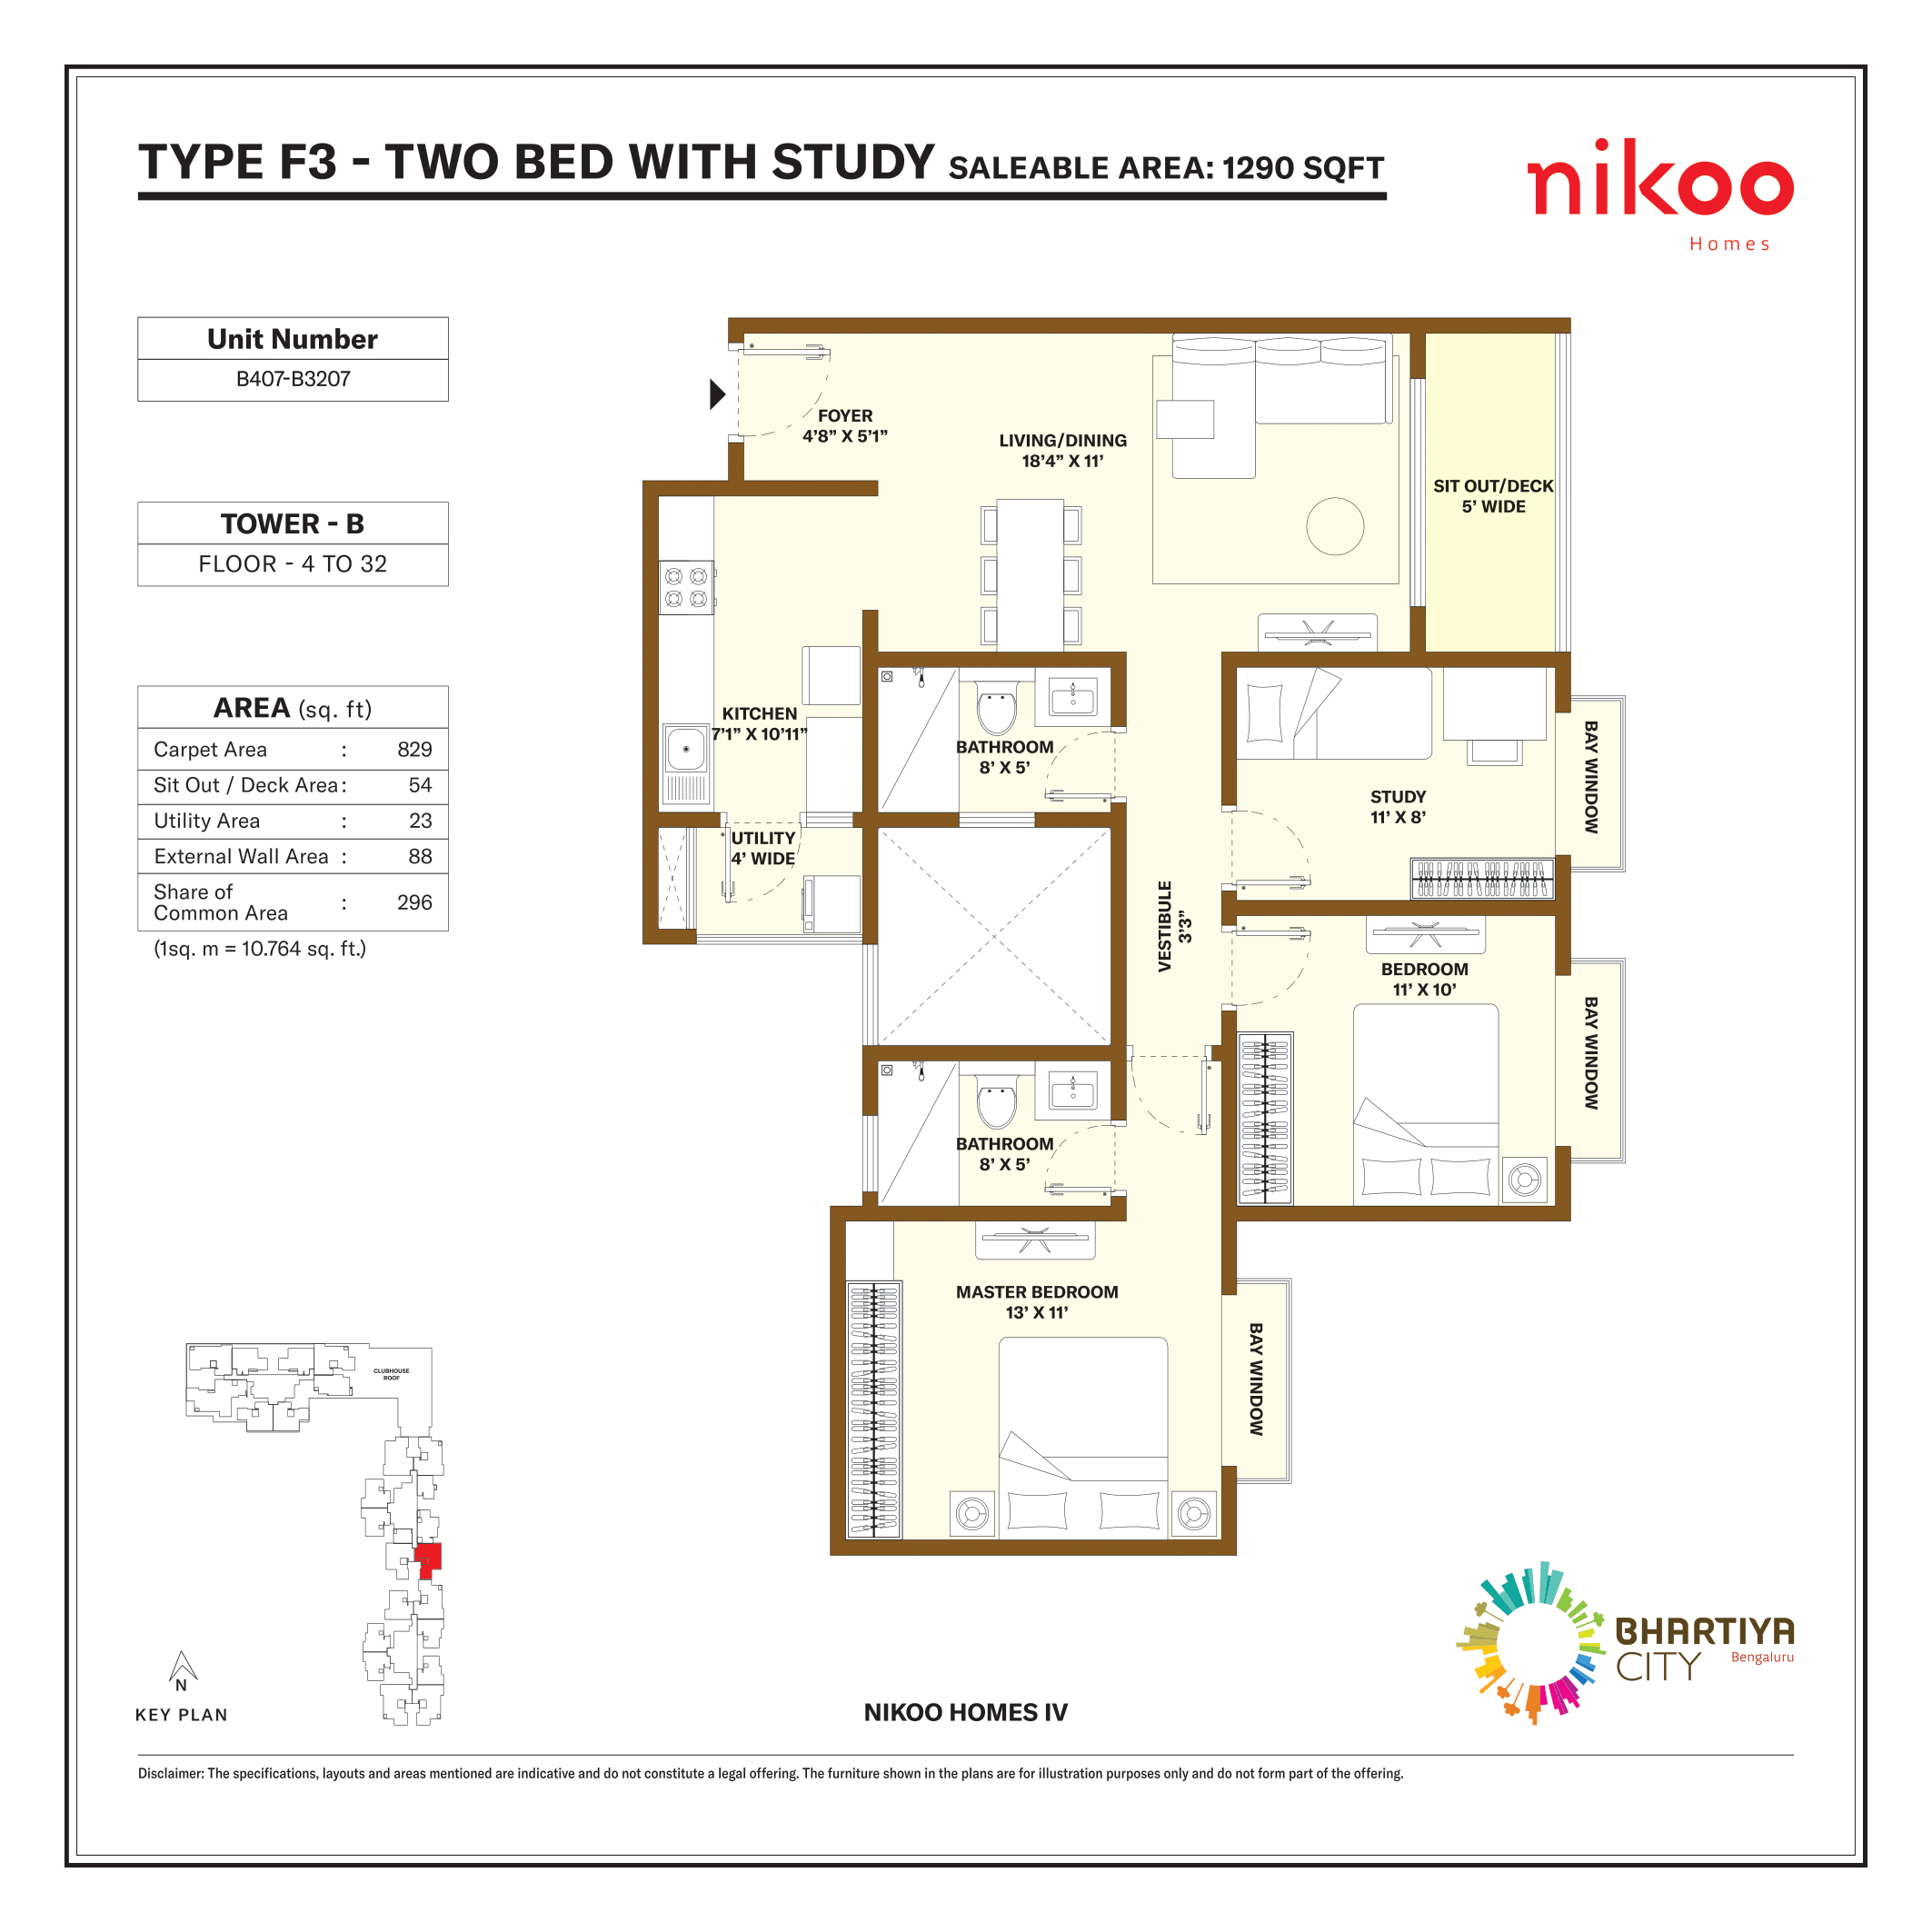 TYPE F3 - TWO BED WITH STUDY SALEABLE AREA: 1290 SQFT
nikoo
Homes
Unit Number
B407-B3207
TOWER - B
FLOOR - 4 TO 32
AREA (sq. ft)
Carpet Area : 829
Sit Out / Deck Area : 54
Utility Area : 23
External Wall Area : 88
Share of
Common Area : 296
(1sq. m = 10.764 sq. ft.)
FOYER
4’8” X 5’1”
LIVING/DINING
18’4” X 11’
SIT OUT/DECK
5’ WIDE
KITCHEN
7’1” X 10’11”
BATHROOM
8’ X 5’
UTILITY
4’ WIDE
STUDY
11’ X 8’
BAY WINDOW
VESTIBULE
3’3”
BEDROOM
11’ X 10’
BAY WINDOW
BATHROOM
8’ X 5’
MASTER BEDROOM
13’ X 11’
BAY WINDOW
CLUBHOUSE
ROOF
N
KEY PLAN
NIKOO HOMES IV
BHARTIYA
CITY Bengaluru
Disclaimer: The specifications, layouts and areas mentioned are indicative and do not constitute a legal offering. The furniture shown in the plans are for illustration purposes only and do not form part of the offering.